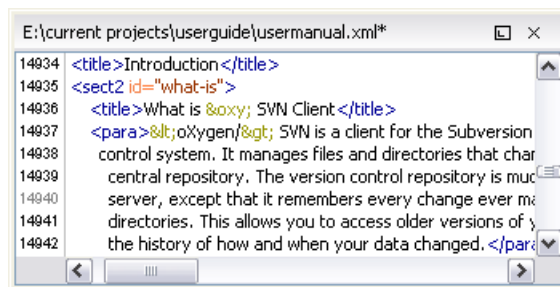 E:\current projects\userguide\usermanual.xml*
14934 <title>Introduction</title>
14935 <sect2 id="what-is">
14936 <title>What is &oxy; SVN Client</title>
14937 <para>&lt;oXygen/&gt; SVN is a client for the Subversion
14938 control system. It manages files and directories that
14939 central repository. The version control repository is
14940 server, except that it remembers every change ever
14941 directories. This allows you to access older versions of
14942 the history of how and when your data changed.